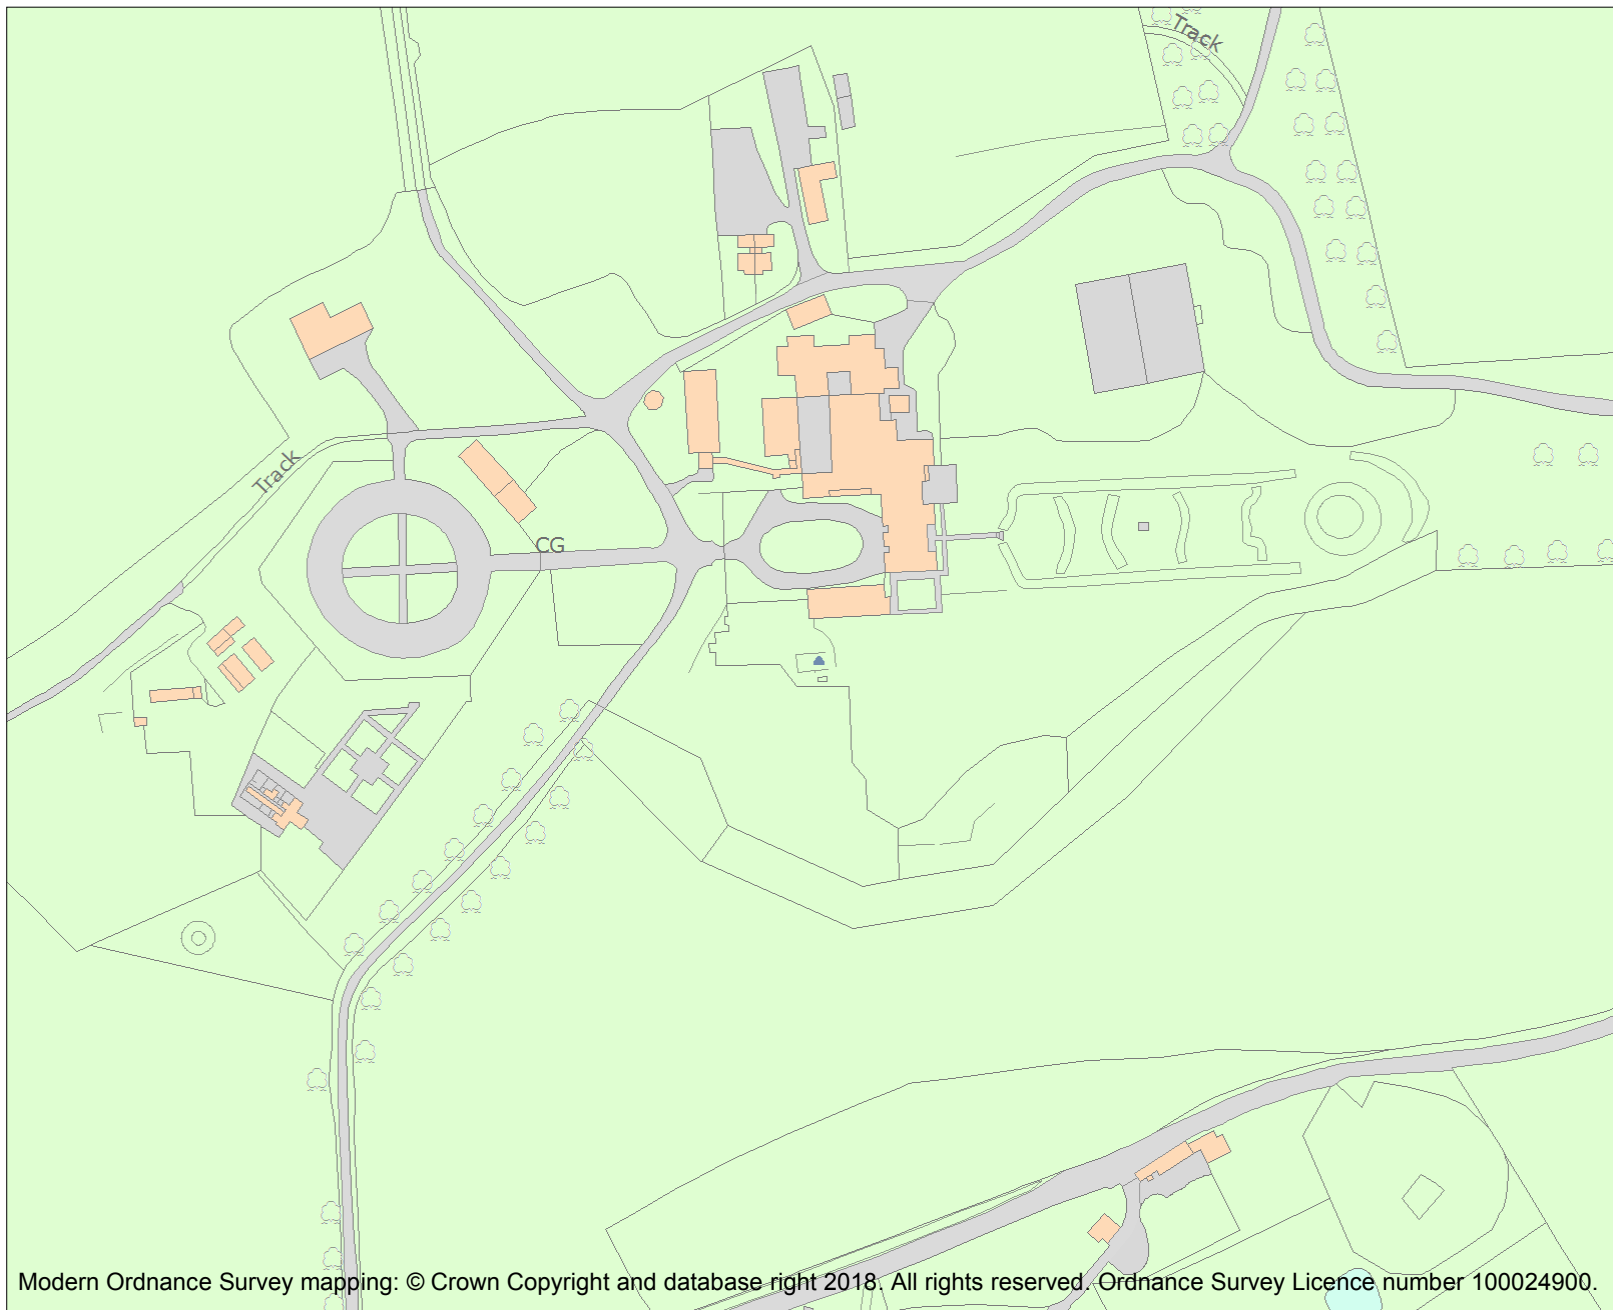 Track
Track
CG
Modern Ordnance Survey mapping: © Crown Copyright and database right 2018. All rights reserved. Ordnance Survey Licence number 100024900.